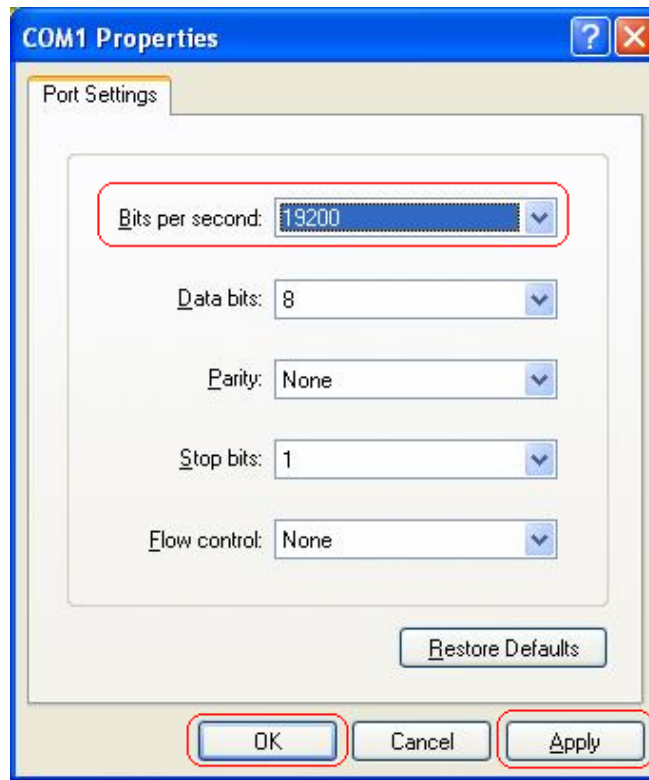 COM1 Properties
Port Settings
Bits per second: 19200
Data bits: 8
Parity: None
Stop bits: 1
Flow control: None
Restore Defaults
OK Cancel Apply